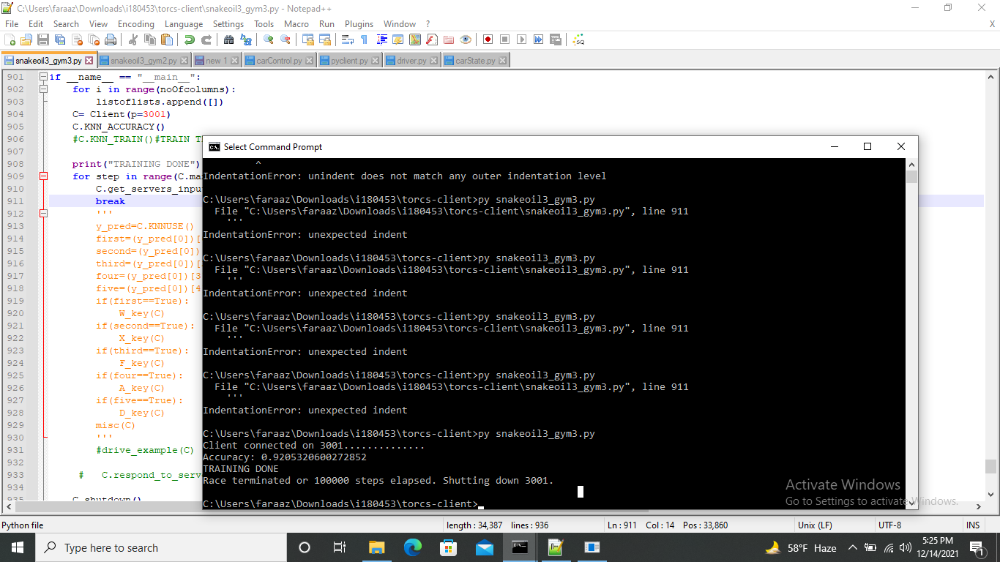 C:\Users\faraaz\Downloads\i180453\torcs-client\snakeoil3_gym3.py - Notepad++
File Edit Search View Encoding Language Settings Tools Macro Run Plugins Window ? X
snakeoil3_gym3.py snakeoil3_gym2.py new 1 carControl.py pyclient.py driver.py carState.py
901 if __name__ == "__main__":
902 for i in range(noOfcolumns):
903 listoflists.append([])
904 C= Client(p=3001)
905 C.KNN_ACCURACY()
906 #C.KNN_TRAIN()#TRAIN T
907
908 print("TRAINING DONE")
909 for step in range(C.ma
910 C.get_servers_inpu
911 break
912 '''
913 y_pred=C.KNNUSE()
914 first=(y_pred[0])[
915 second=(y_pred[0])
916 third=(y_pred[0])[
917 four=(y_pred[0])[3
918 five=(y_pred[0])[4
919 if(first==True):
920 W_key(C)
921 if(second==True):
922 X_key(C)
923 if(third==True):
924 F_key(C)
925 if(four==True):
926 A_key(C)
927 if(five==True):
928 D_key(C)
929 misc(C)
930 '''
931 #drive_example(C)
932
933 # C.respond_to_serv
934
935 C.shutdown()
Select Command Prompt
^
IndentationError: unindent does not match any outer indentation level
C:\Users\faraaz\Downloads\i180453\torcs-client>py snakeoil3_gym3.py
File "C:\Users\faraaz\Downloads\i180453\torcs-client\snakeoil3_gym3.py", line 911
'''
IndentationError: unexpected indent
C:\Users\faraaz\Downloads\i180453\torcs-client>py snakeoil3_gym3.py
File "C:\Users\faraaz\Downloads\i180453\torcs-client\snakeoil3_gym3.py", line 911
'''
IndentationError: unexpected indent
C:\Users\faraaz\Downloads\i180453\torcs-client>py snakeoil3_gym3.py
File "C:\Users\faraaz\Downloads\i180453\torcs-client\snakeoil3_gym3.py", line 911
'''
IndentationError: unexpected indent
C:\Users\faraaz\Downloads\i180453\torcs-client>py snakeoil3_gym3.py
File "C:\Users\faraaz\Downloads\i180453\torcs-client\snakeoil3_gym3.py", line 911
'''
IndentationError: unexpected indent
C:\Users\faraaz\Downloads\i180453\torcs-client>py snakeoil3_gym3.py
Client connected on 3001..............
Accuracy: 0.9205320600272852
TRAINING DONE
Race terminated or 100000 steps elapsed. Shutting down 3001.
C:\Users\faraaz\Downloads\i180453\torcs-client>
Activate Windows
Go to Settings to activate Windows.
Python file length : 34,387 lines : 936 Ln : 911 Col : 14 Pos : 33,860 Unix (LF) UTF-8 INS
Type here to search 58°F Haze 5:25 PM
12/14/2021 1